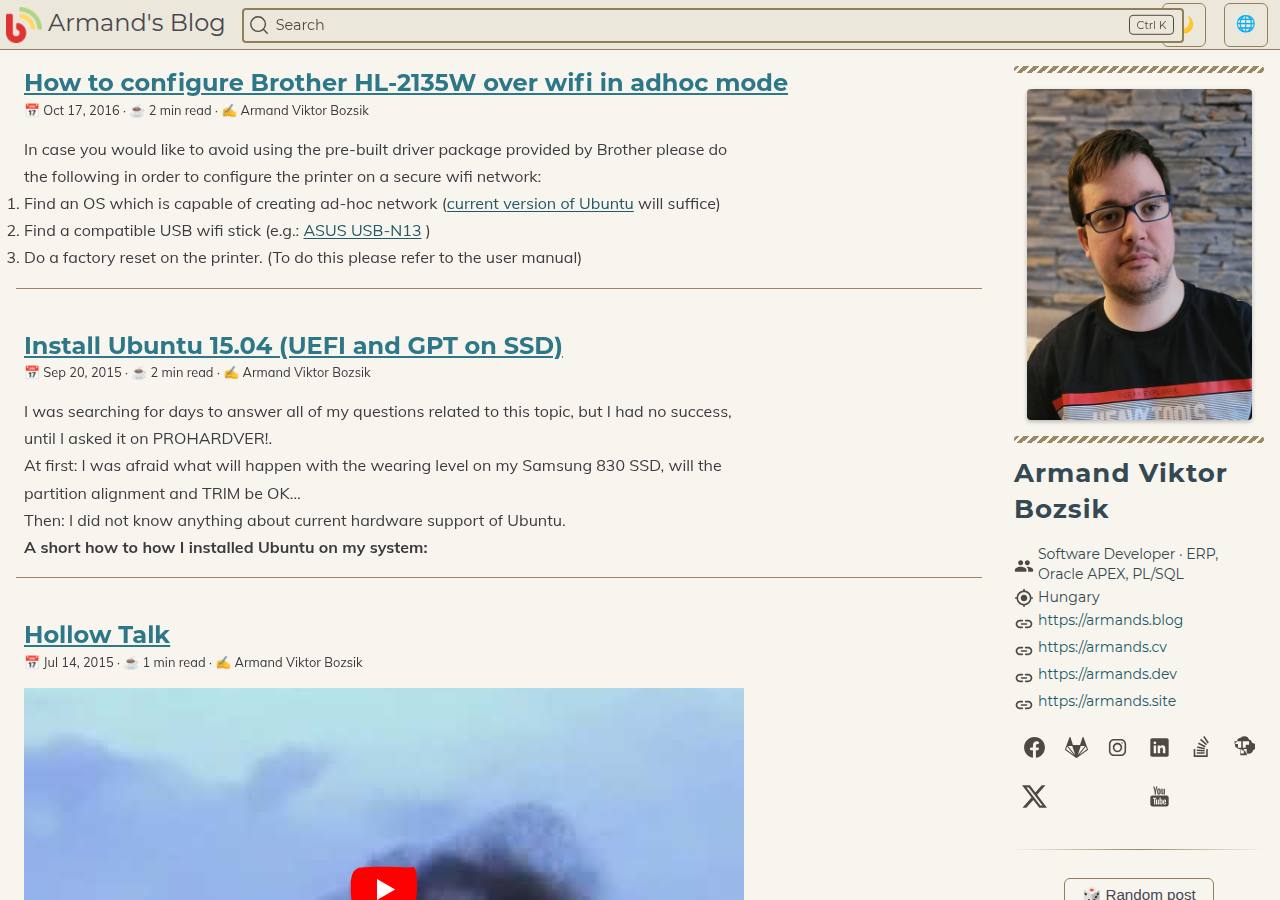 Armand's Blog
Search
Ctrl K
How to configure Brother HL-2135W over wifi in adhoc mode
📅 Oct 17, 2016 · ☕ 2 min read · ✍️ Armand Viktor Bozsik
In case you would like to avoid using the pre-built driver package provided by Brother please do
the following in order to configure the printer on a secure wifi network:
1. Find an OS which is capable of creating ad-hoc network (current version of Ubuntu will suffice)
2. Find a compatible USB wifi stick (e.g.: ASUS USB-N13 )
3. Do a factory reset on the printer. (To do this please refer to the user manual)
Install Ubuntu 15.04 (UEFI and GPT on SSD)
📅 Sep 20, 2015 · ☕ 2 min read · ✍️ Armand Viktor Bozsik
I was searching for days to answer all of my questions related to this topic, but I had no success,
until I asked it on PROHARDVER!.
At first: I was afraid what will happen with the wearing level on my Samsung 830 SSD, will the
partition alignment and TRIM be OK...
Then: I did not know anything about current hardware support of Ubuntu.
A short how to how I installed Ubuntu on my system:
Hollow Talk
📅 Jul 14, 2015 · ☕ 1 min read · ✍️ Armand Viktor Bozsik
HEAVY TOOLS
Armand Viktor
Bozsik
Software Developer · ERP,
Oracle APEX, PL/SQL
Hungary
https://armands.blog
https://armands.cv
https://armands.dev
https://armands.site
You
Tube
🎲 Random post